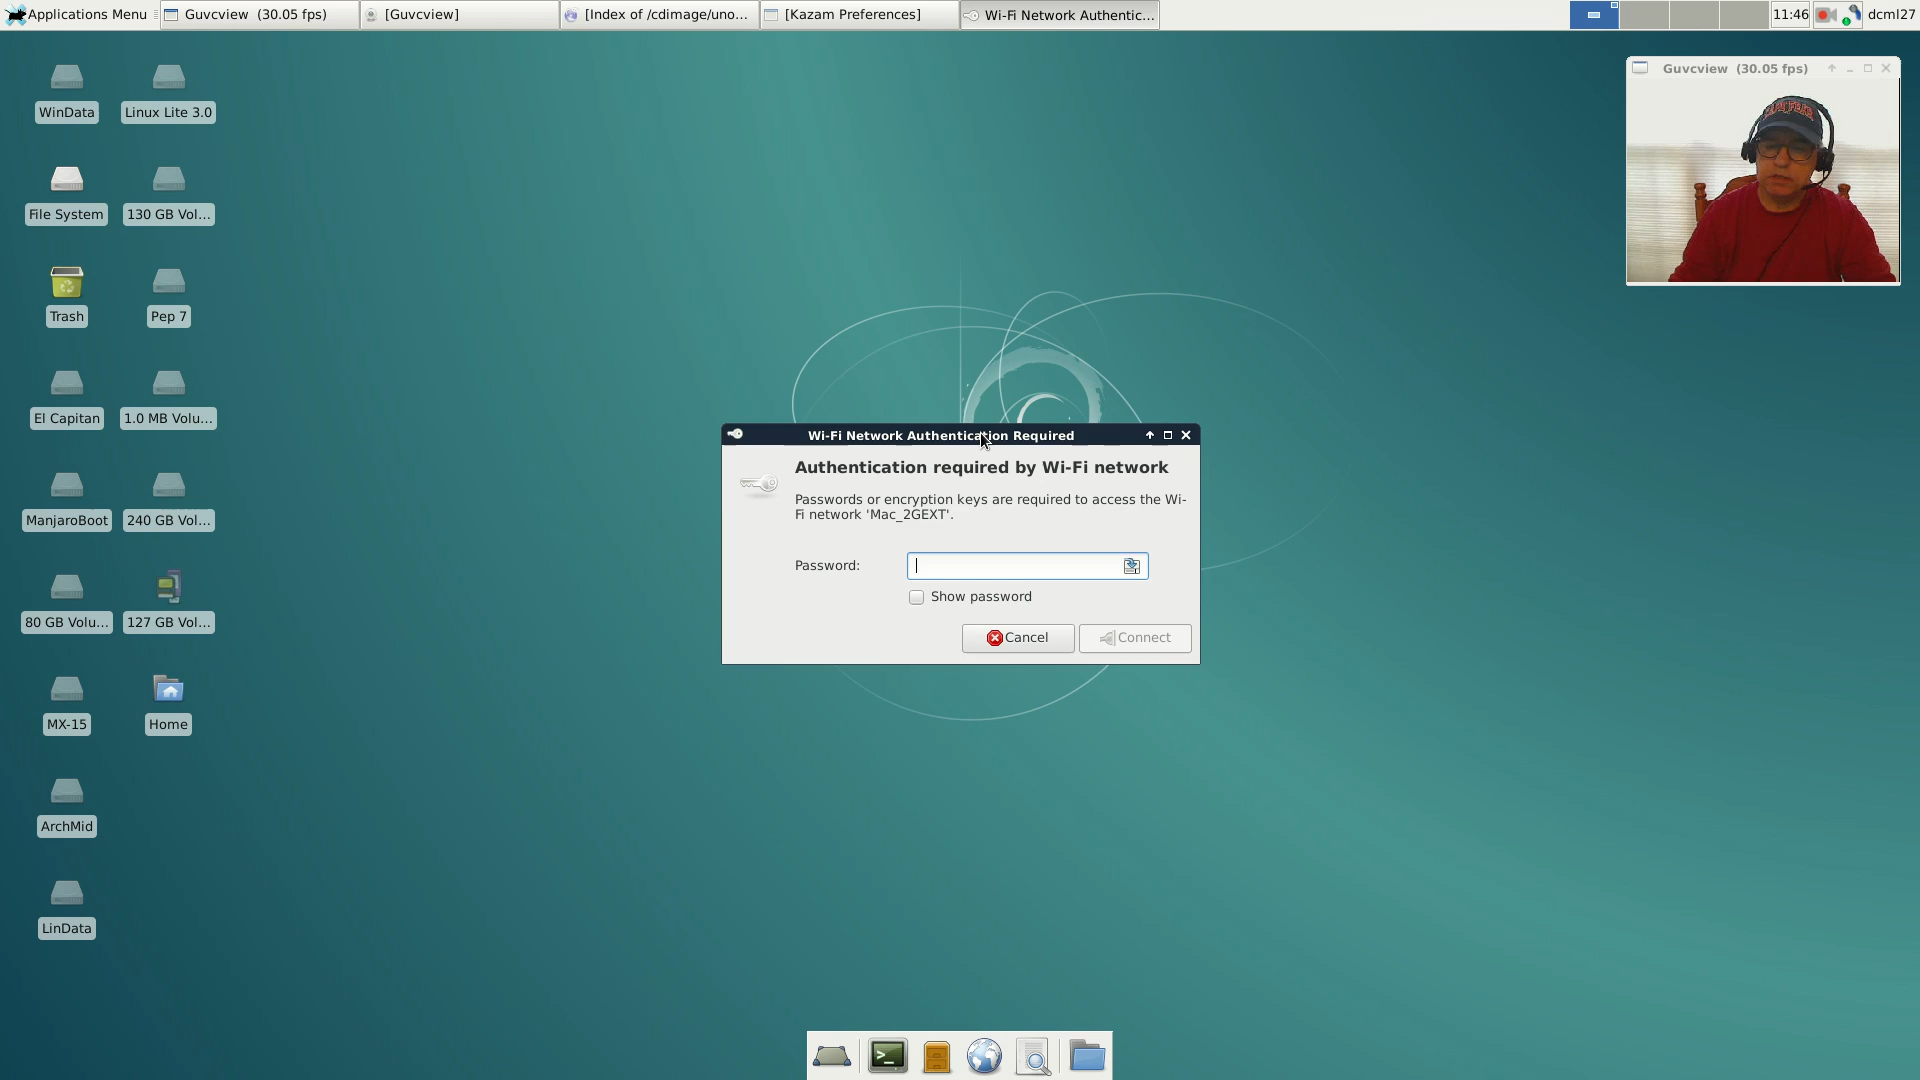 Applications Menu
Guvcview (30.05 fps)
[Guvcview]
[Index of /cdimage/uno...
[Kazam Preferences]
Wi-Fi Network Authentic...
11:46
dcml27
WinData
Linux Lite 3.0
File System
130 GB Vol...
Trash
Pep 7
El Capitan
1.0 MB Volu...
ManjaroBoot
240 GB Vol...
80 GB Volu...
127 GB Vol...
MX-15
Home
ArchMid
LinData
Guvcview (30.05 fps)
Wi-Fi Network Authentication Required
Authentication required by Wi-Fi network
Passwords or encryption keys are required to access the Wi-
Fi network 'Mac_2GEXT'.
Password:
Show password
Cancel
Connect